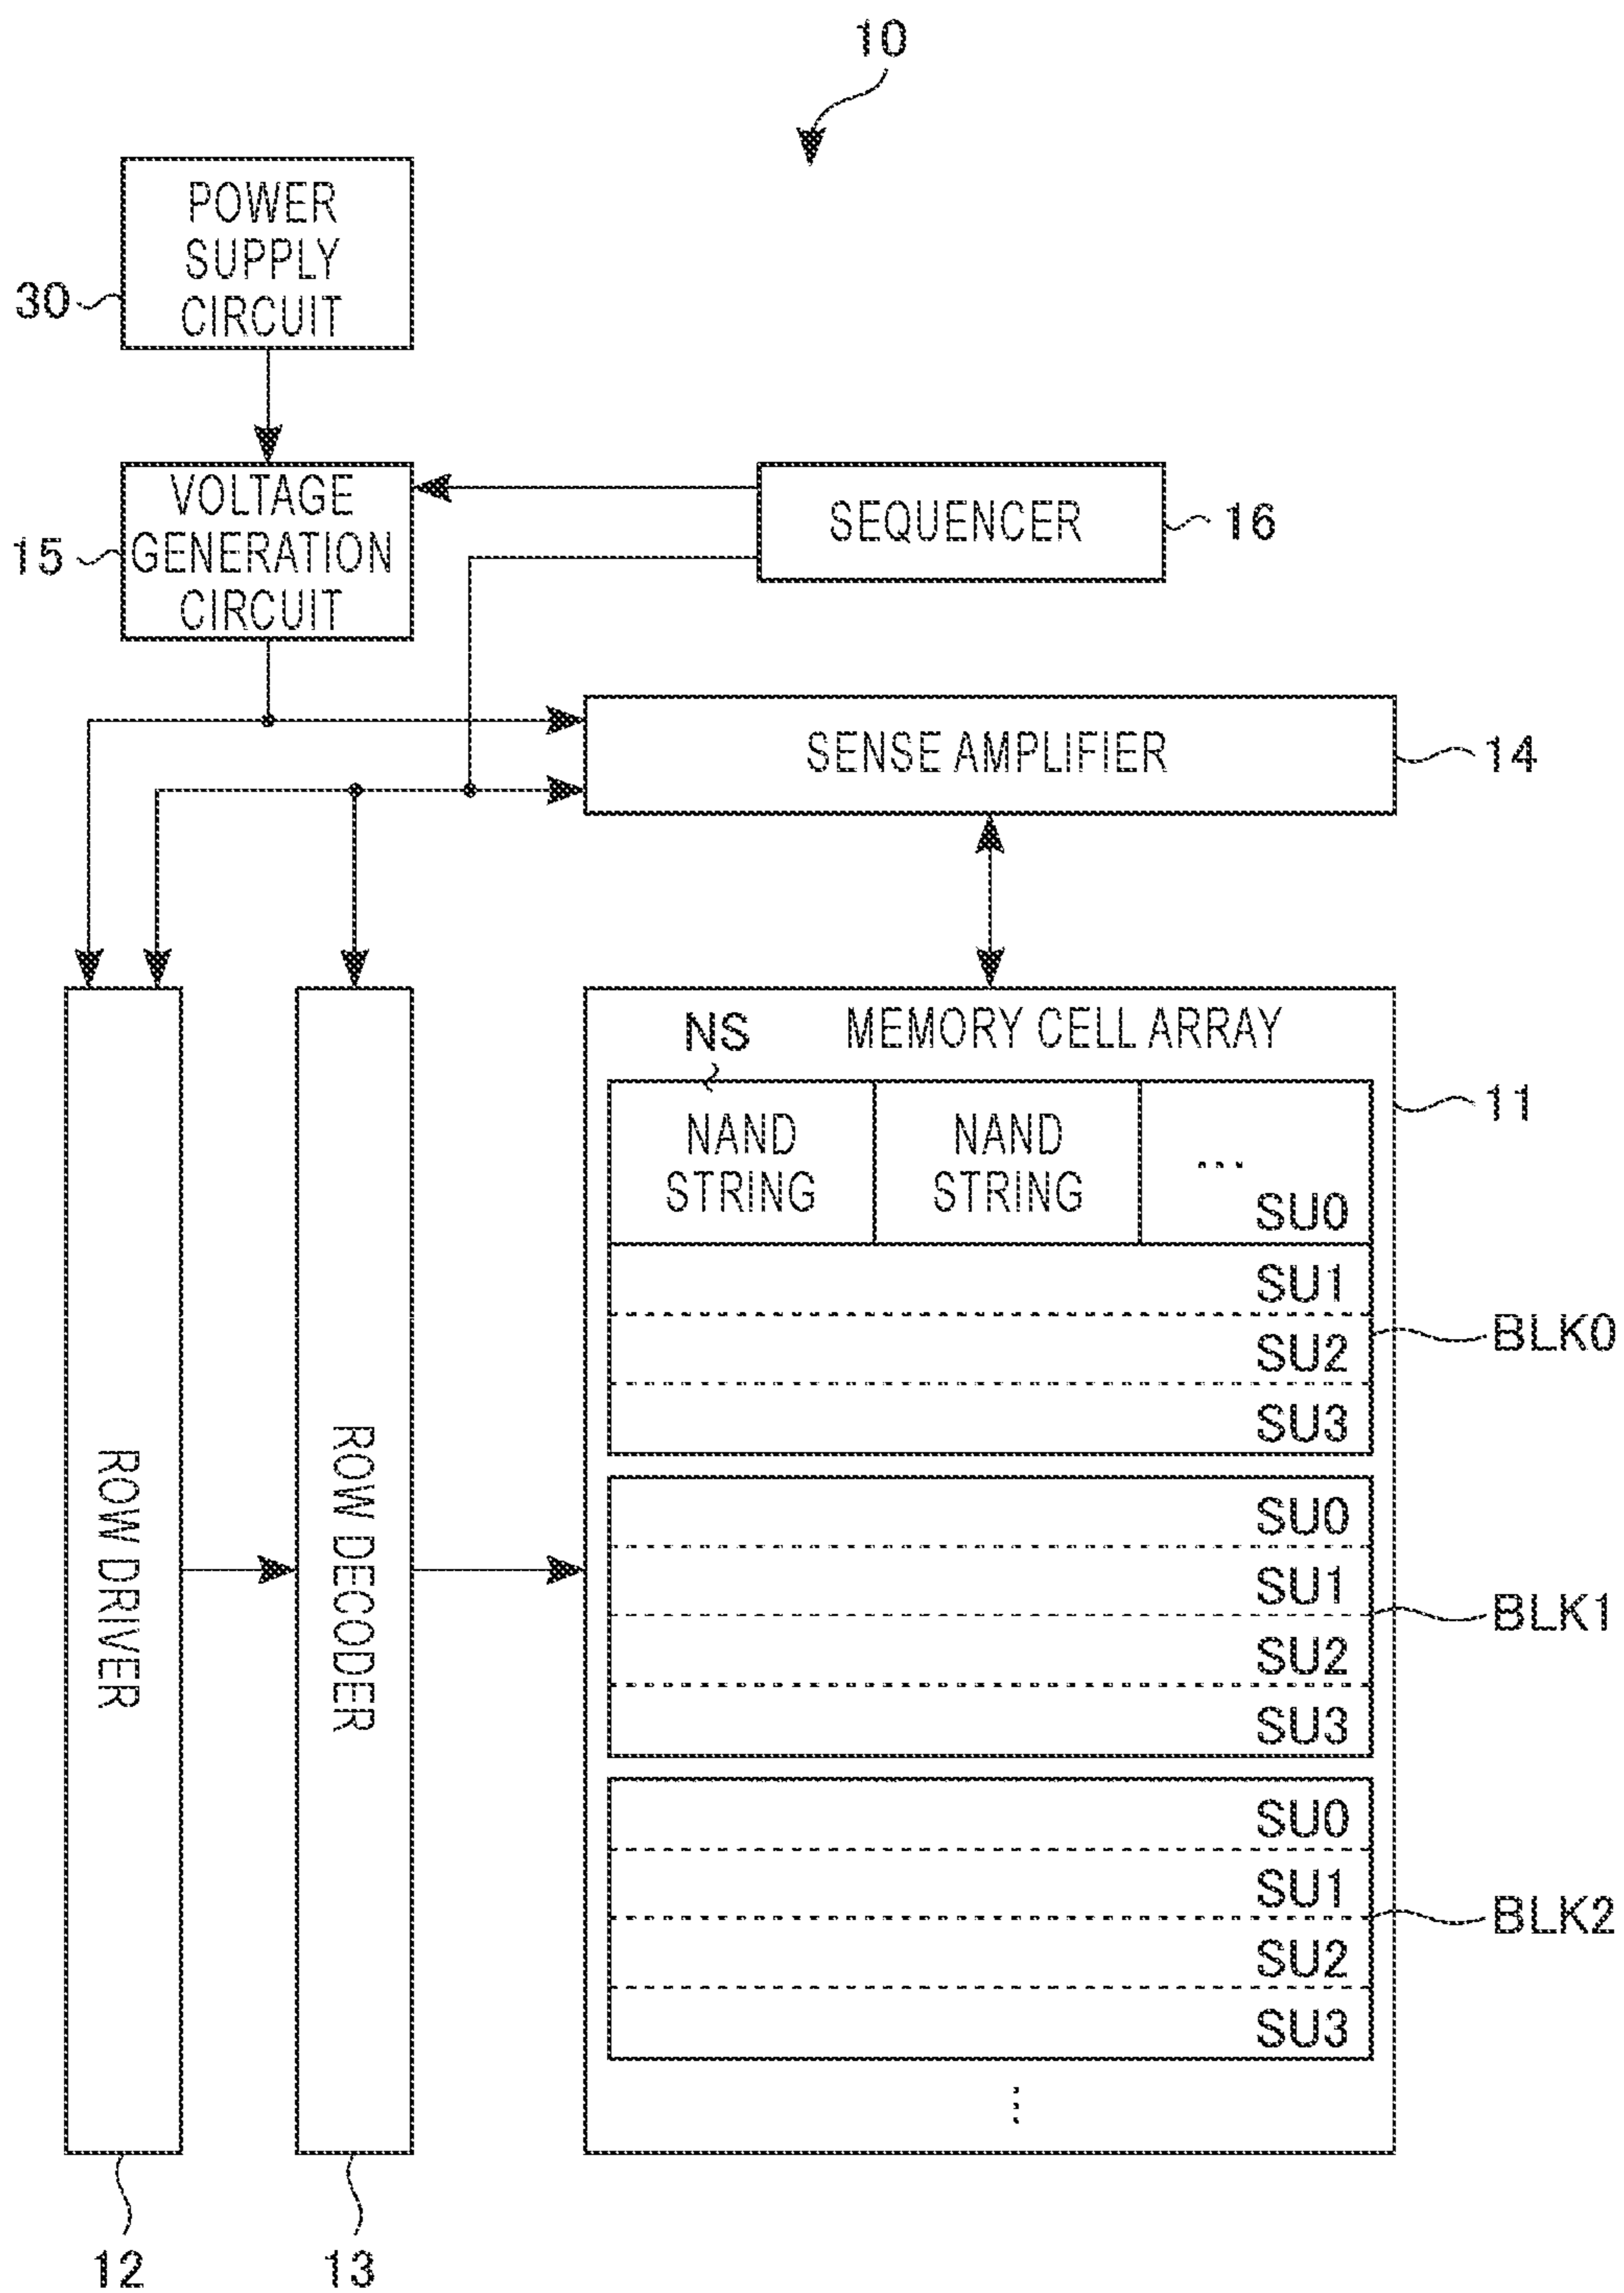 10
POWER
SUPPLY
CIRCUIT
30
VOLTAGE
GENERATION
CIRCUIT
15
SEQUENCER
16
SENSE AMPLIFIER
14
NS
MEMORY CELL ARRAY
11
NAND
STRING
NAND
STRING
...
SU0
SU1
SU2
SU3
BLK0
SU0
SU1
SU2
SU3
BLK1
SU0
SU1
SU2
SU3
BLK2
⋮
ROW DRIVER
ROW DECODER
12
13